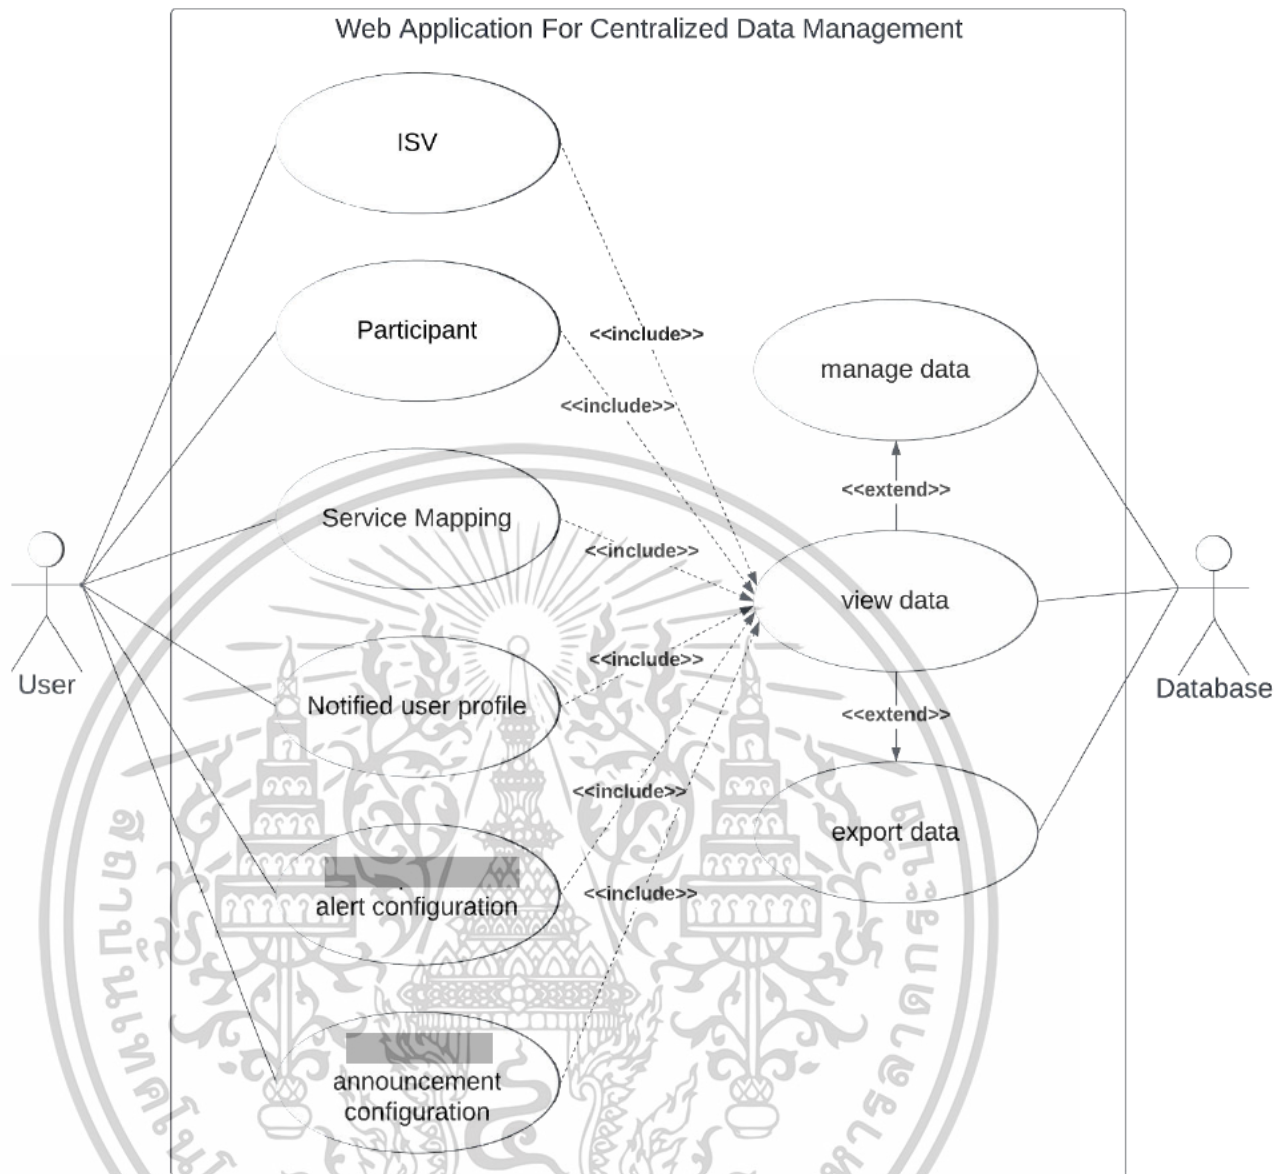 Web Application For Centralized Data Management
ISV
Participant
<<include>>
manage data
<<include>>
<<extend>>
Service Mapping
<<include>>
view data
User
<<include>>
Database
Notified user profile
<<extend>>
<<include>>
export data
<<include>>
alert configuration
announcement
configuration